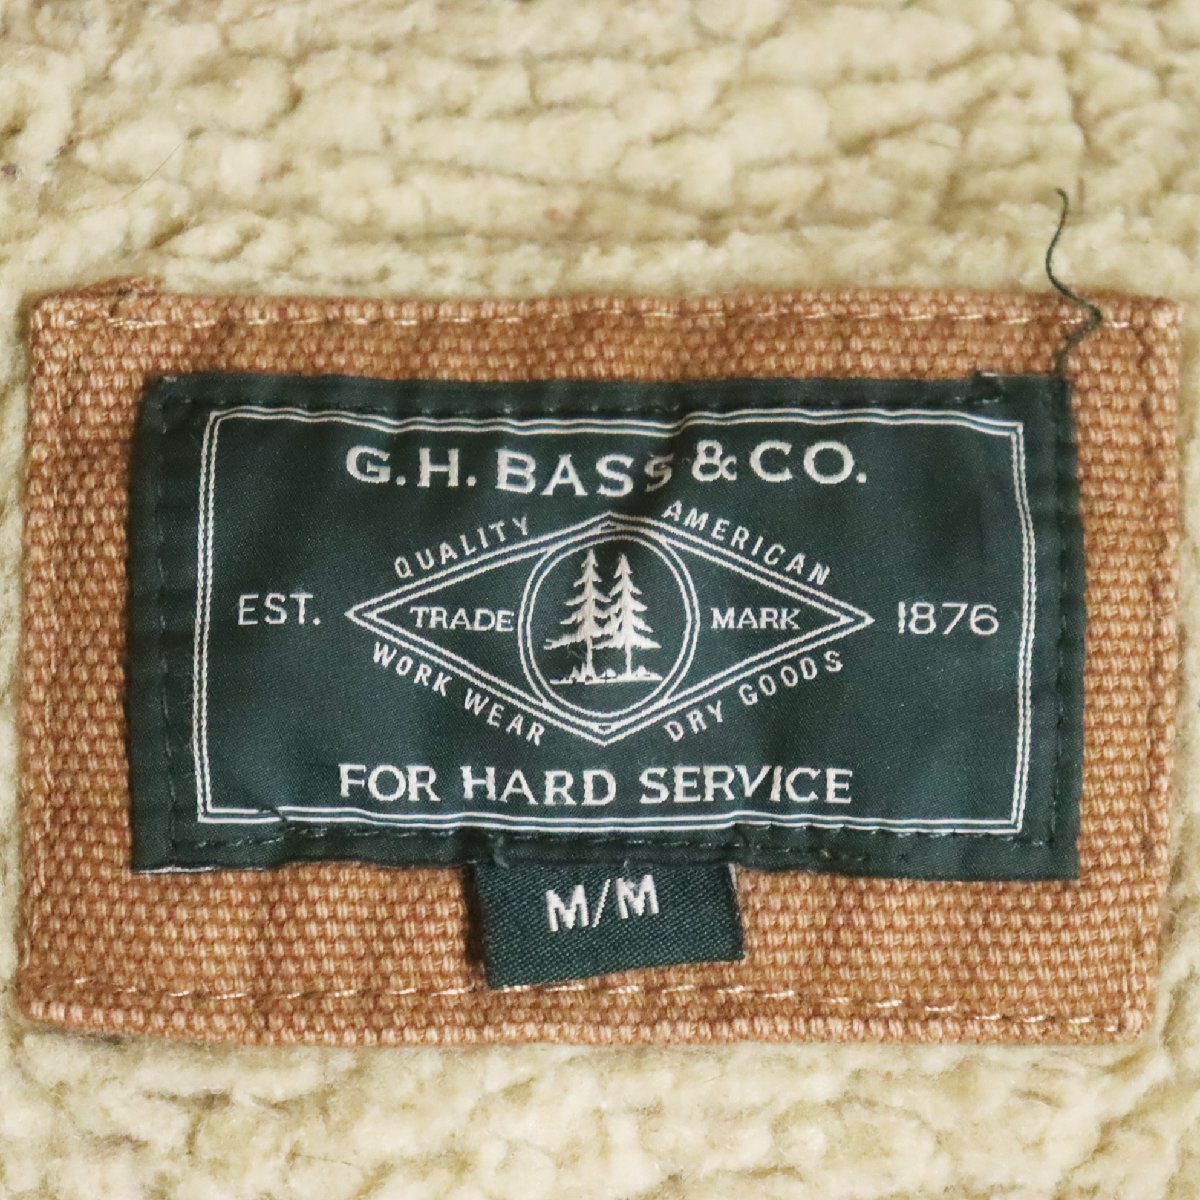 G.H. BASS & CO.
QUALITY AMERICAN
EST. TRADE MARK 1876
WORK WEAR DRY GOODS
FOR HARD SERVICE
M/M